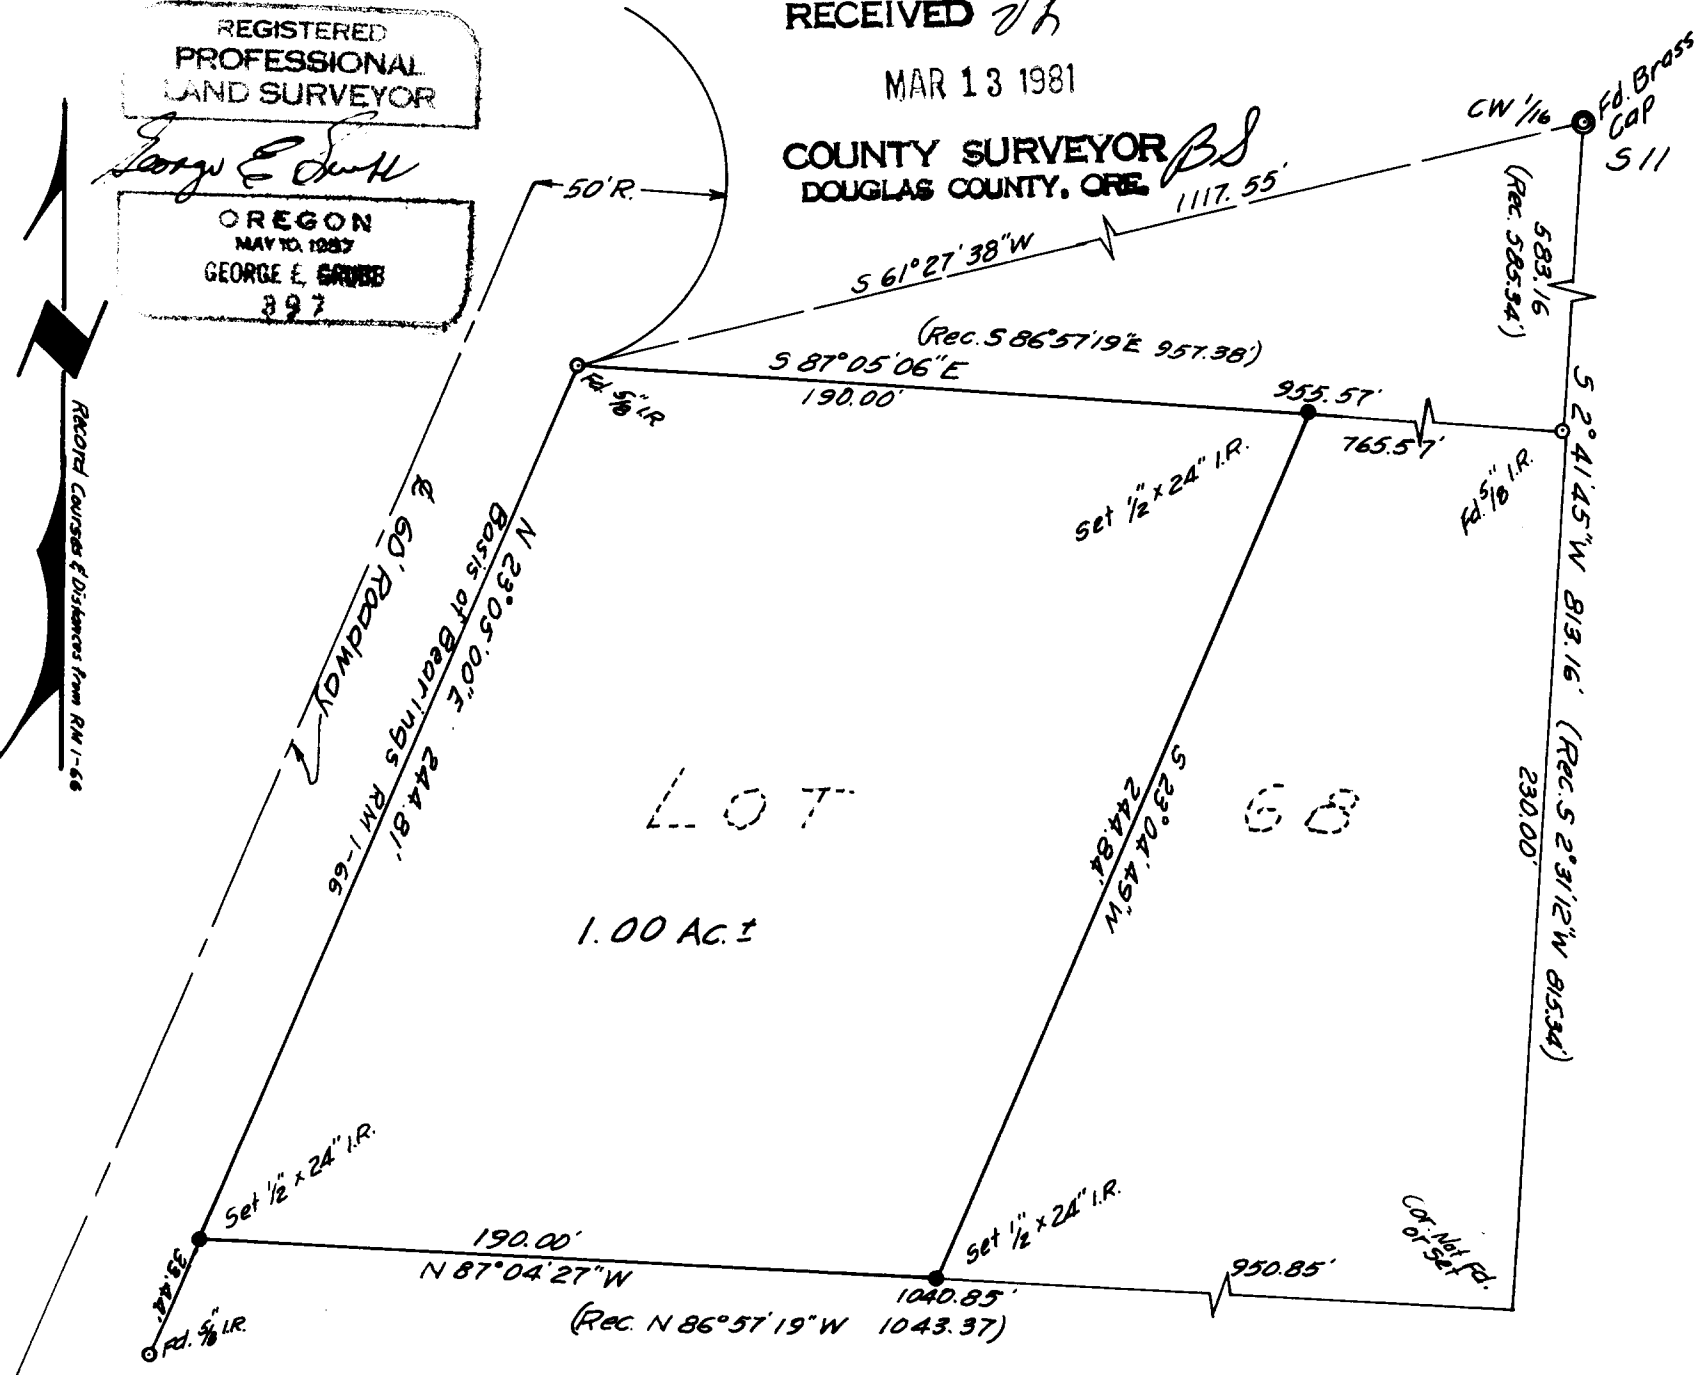 REGISTERED
PROFESSIONAL
LAND SURVEYOR
OREGON
MAY 10, 1957
GEORGE E.
397
RECEIVED
MAR 13 1981
COUNTY SURVEYOR BS
DOUGLAS COUNTY, ORE.
CW 1/16
Fd. Brass
Cap
S 11
50' R.
1117.55'
S 61°27'38"W
583.16
(Rec. 585.34')
(Rec. S 86°57'19"E 957.38')
S 87°05'06"E
190.00'
955.57'
765.57'
Fd. 5/8" I.R.
Set 1/2" x 24" I.R.
Fd. 5/8" I.R.
S 2°41'45"W 813.16' (Rec. S 2°31'12"W 815.34')
230.00'
Record Courses & Distances from RM 1-66
℄ 60' Roadway
N 23°05'00"E 244.81'
Basis of Bearings RM 1-66
LOT 68
1.00 Ac. ±
S 23°04'49"W
244.84'
Set 1/2" x 24" I.R.
39.44'
Fd. 5/8" I.R.
190.00'
N 87°04'27"W
Set 1/2" x 24" I.R.
1040.85'
(Rec. N 86°57'19"W 1043.37)
950.85'
Cor. Not Fd.
or Set